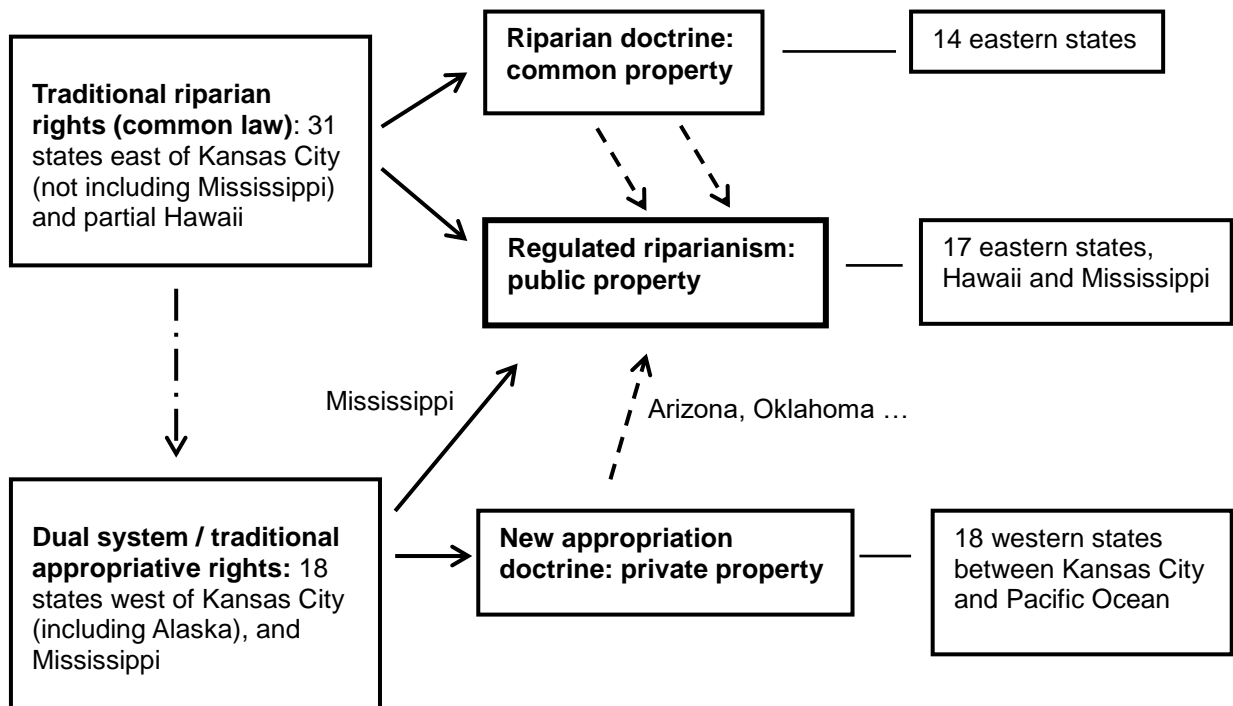 Traditional riparian
rights (common law): 31
states east of Kansas City
(not including Mississippi)
and partial Hawaii
Riparian doctrine:
common property
14 eastern states
Regulated riparianism:
public property
17 eastern states,
Hawaii and Mississippi
Mississippi
Arizona, Oklahoma …
Dual system / traditional
appropriative rights: 18
states west of Kansas City
(including Alaska), and
Mississippi
New appropriation
doctrine: private property
18 western states
between Kansas City
and Pacific Ocean